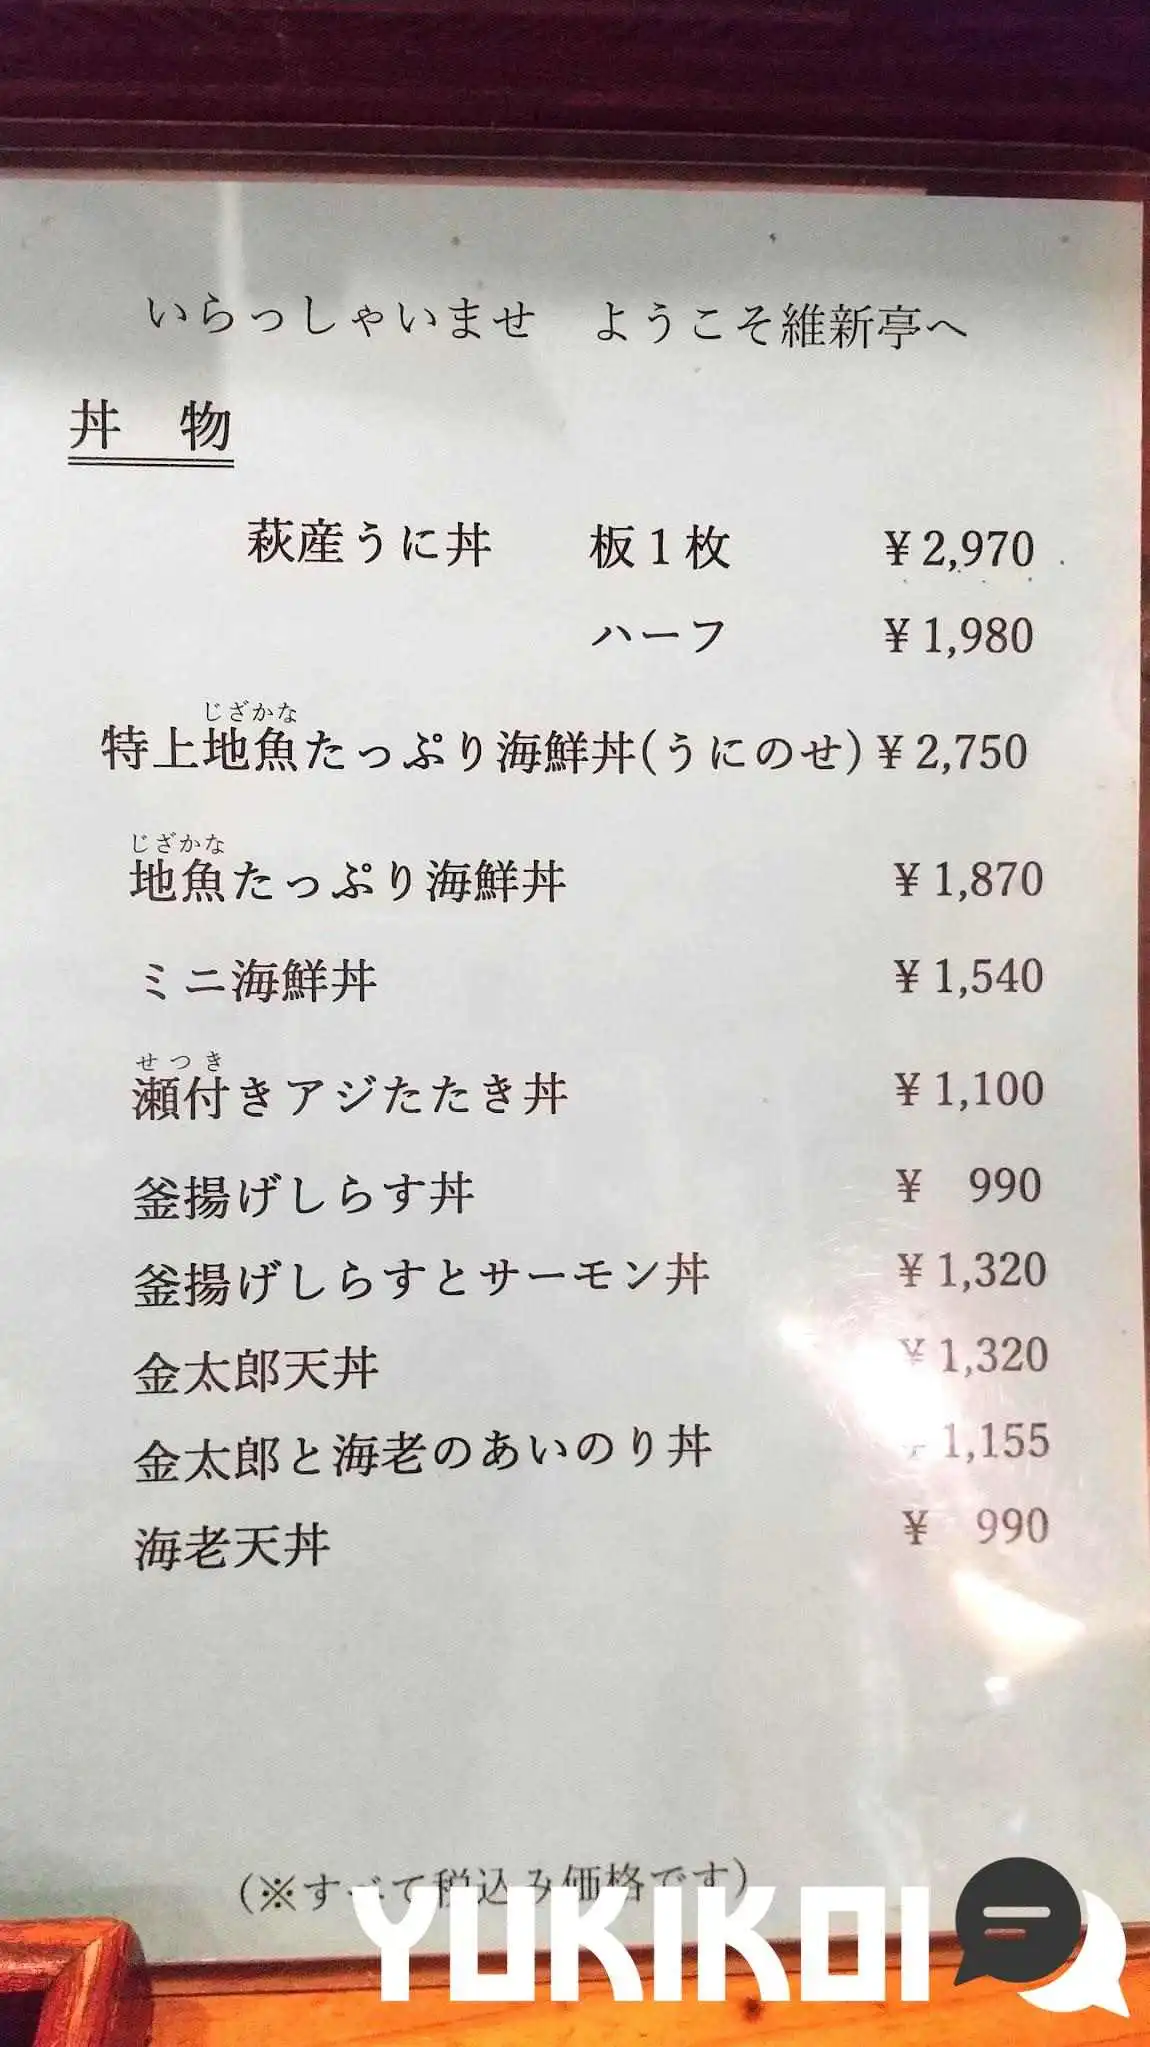 いらっしゃいませ　ようこそ維新亭へ
丼　物
萩産うに丼　板１枚　¥2,970
ハーフ　¥1,980
じざかな
特上地魚たっぷり海鮮丼(うにのせ)¥2,750
じざかな
地魚たっぷり海鮮丼　¥1,870
ミニ海鮮丼　¥1,540
せつき
瀬付きアジたたき丼　¥1,100
釜揚げしらす丼　¥　990
釜揚げしらすとサーモン丼　¥1,320
金太郎天丼　¥1,320
金太郎と海老のあいのり丼　¥1,155
海老天丼　¥　990
(※すべて税込み価格です)
YUKIKOI